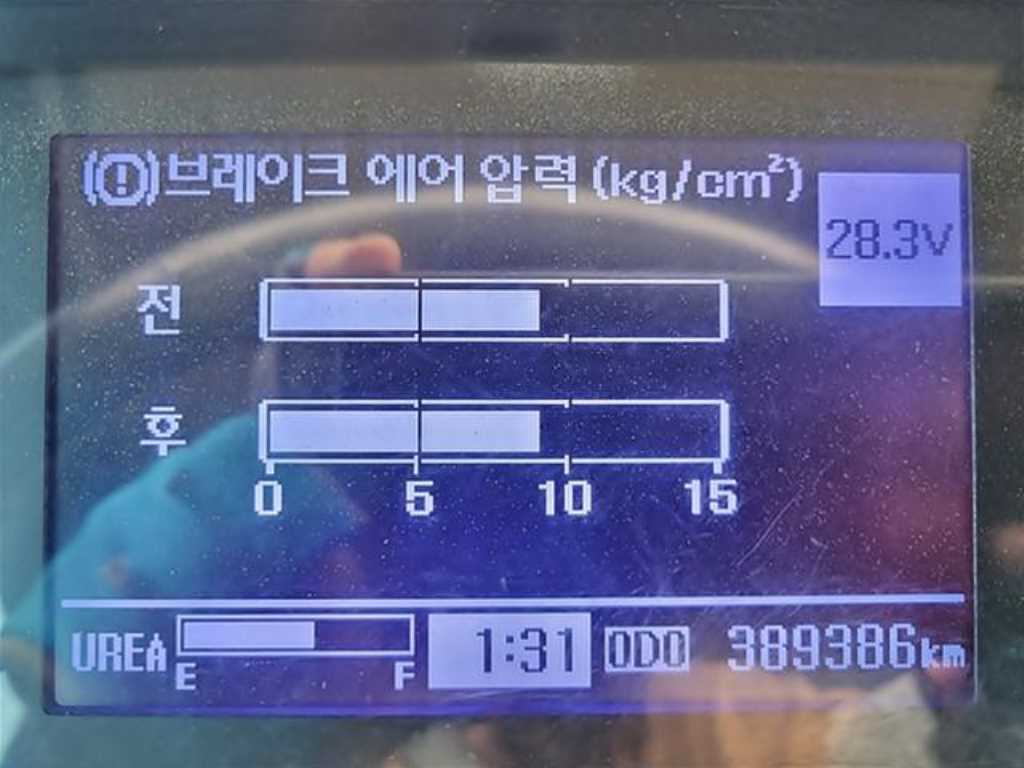 브레이크 에어 압력 (kg/cm²)
28.3V
전
후
0 5 10 15
UREA E F 1:31 ODO 389386km